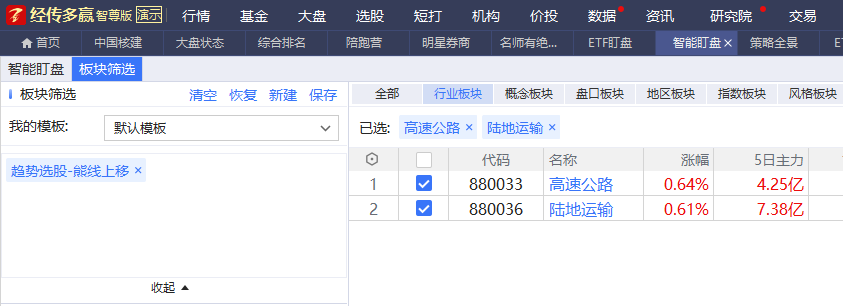 经传多赢 智尊版 演示 行情 基金 大盘 选股 短打 机构 价投 数据 资讯 研究院 交易
首页 中国核建 大盘状态 综合排名 陪跑营 明星券商 名师有绝... ETF盯盘 智能盯盘 策略全景
智能盯盘 板块筛选
板块筛选 清空 恢复 新建 保存 全部 行业板块 概念板块 盘口板块 地区板块 指数板块 风格板块
我的模板: 默认模板 已选: 高速公路 × 陆地运输 ×
趋势选股-熊线上移 ×
代码 名称 涨幅 5日主力
1 880033 高速公路 0.64% 4.25亿
2 880036 陆地运输 0.61% 7.38亿
收起